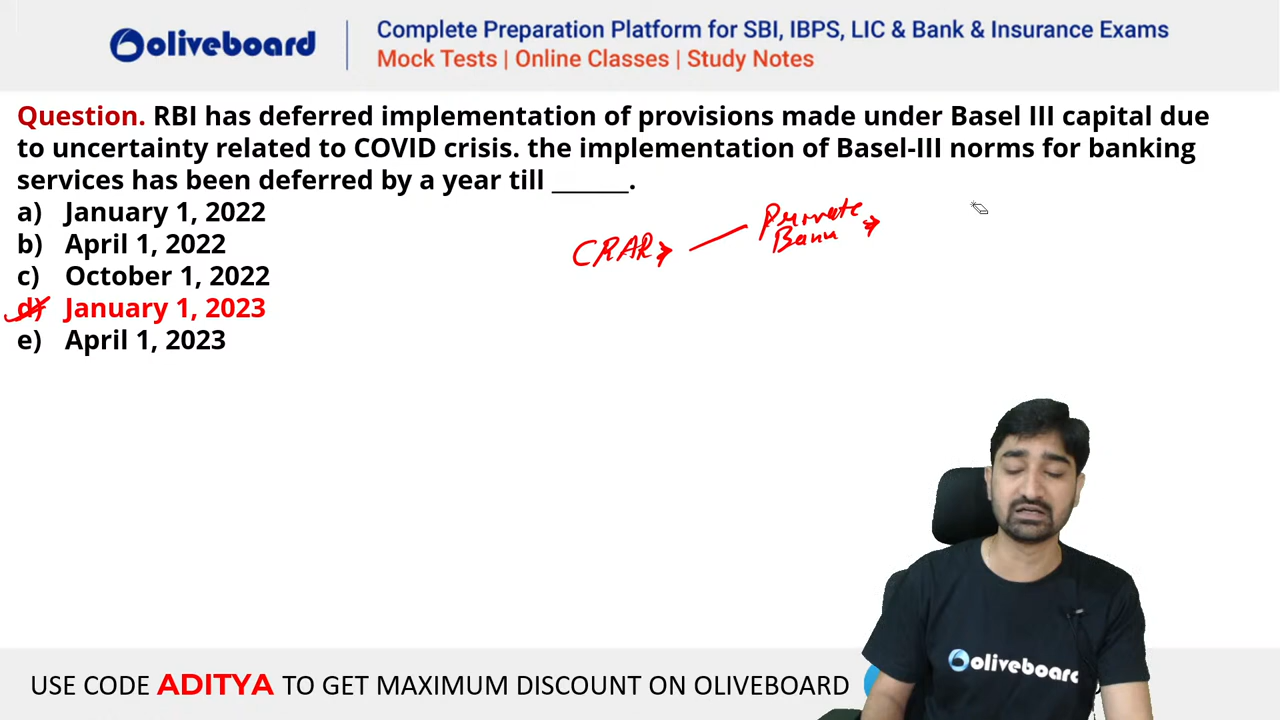 oliveboard
Complete Preparation Platform for SBI, IBPS, LIC & Bank & Insurance Exams
Mock Tests | Online Classes | Study Notes
Question. RBI has deferred implementation of provisions made under Basel III capital due
to uncertainty related to COVID crisis. the implementation of Basel-III norms for banking
services has been deferred by a year till ______.
a) January 1, 2022
b) April 1, 2022
c) October 1, 2022
d) January 1, 2023
e) April 1, 2023
CRAR
Private
Bank
oliveboard
USE CODE ADITYA TO GET MAXIMUM DISCOUNT ON OLIVEBOARD